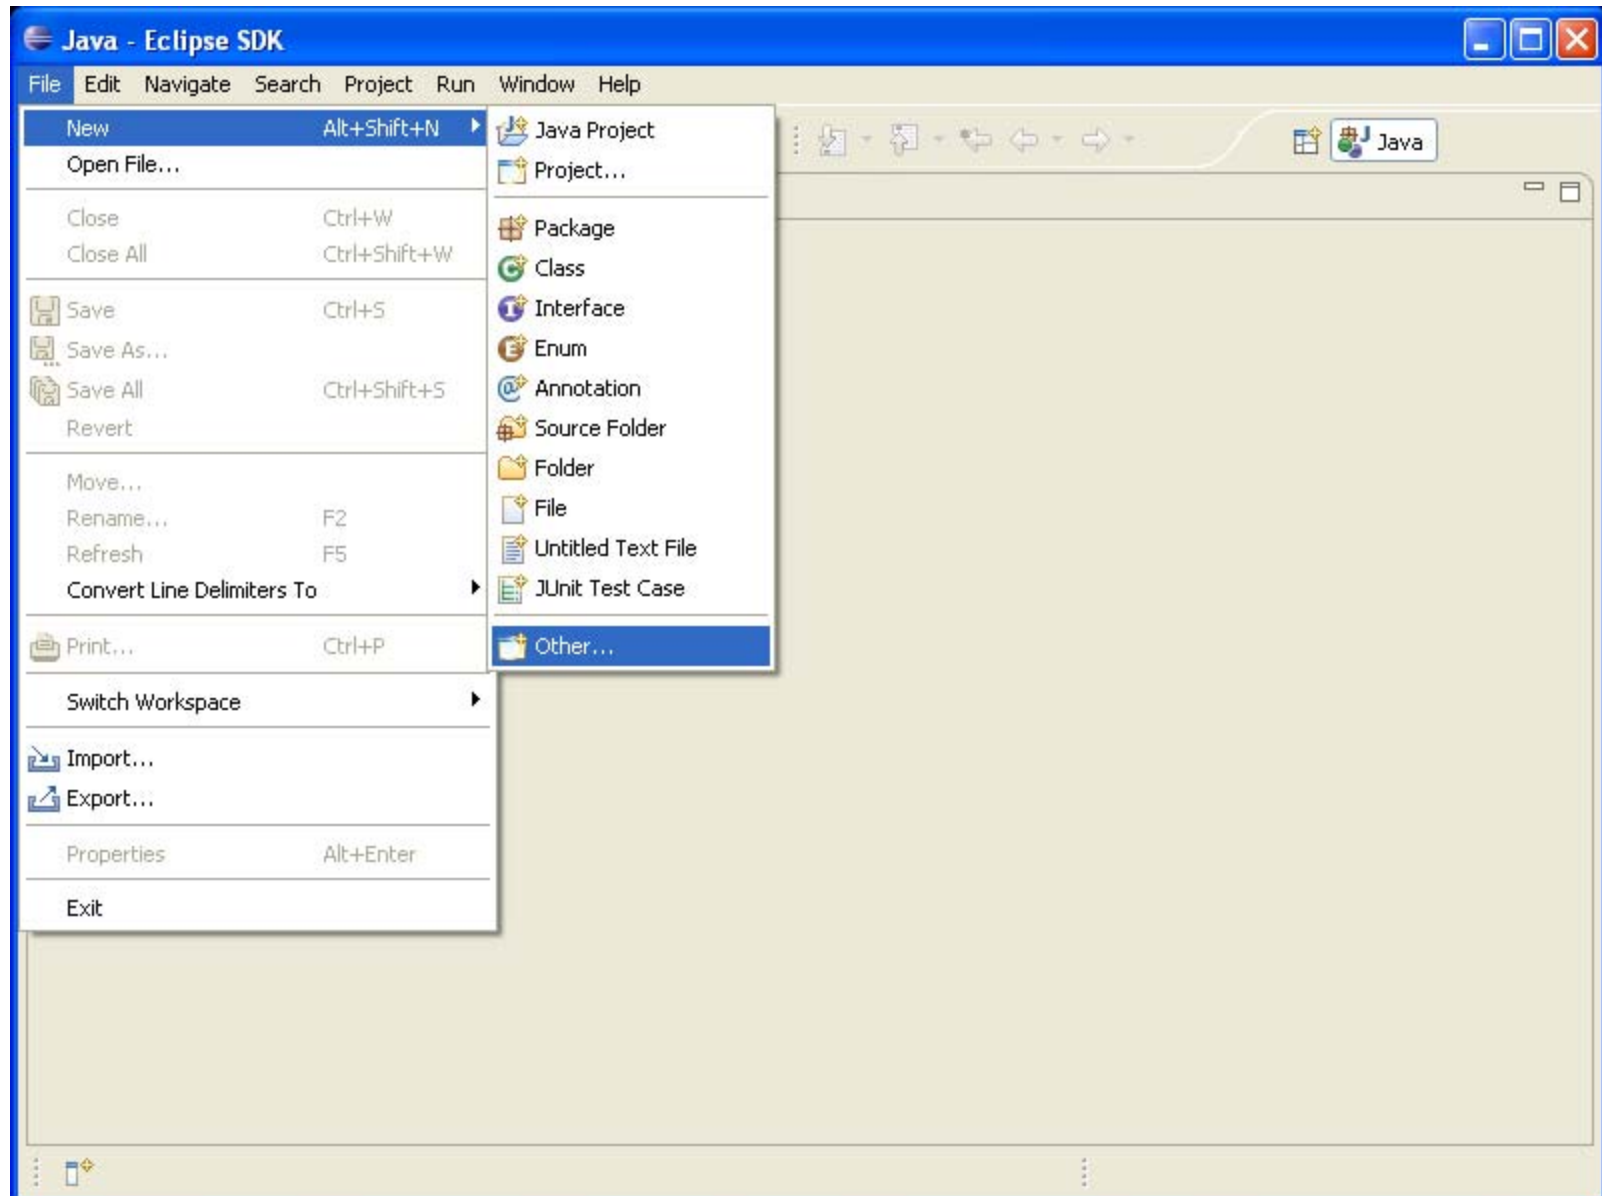 Java - Eclipse SDK
File Edit Navigate Search Project Run Window Help
New Alt+Shift+N
Open File...
Close Ctrl+W
Close All Ctrl+Shift+W
Save Ctrl+S
Save As...
Save All Ctrl+Shift+S
Revert
Move...
Rename... F2
Refresh F5
Convert Line Delimiters To
Print... Ctrl+P
Switch Workspace
Import...
Export...
Properties Alt+Enter
Exit
Java Project
Project...
Package
Class
Interface
Enum
Annotation
Source Folder
Folder
File
Untitled Text File
JUnit Test Case
Other...
Java